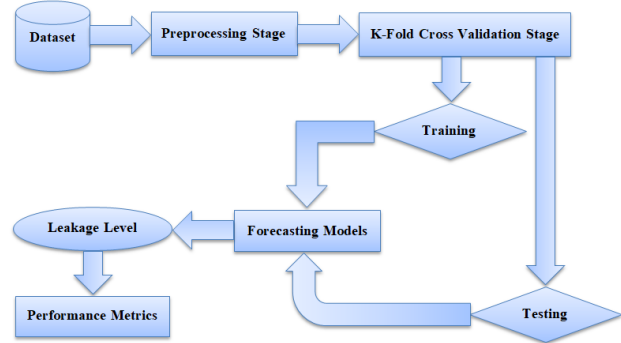 Dataset
Preprocessing Stage
K-Fold Cross Validation Stage
Training
Leakage Level
Forecasting Models
Performance Metrics
Testing